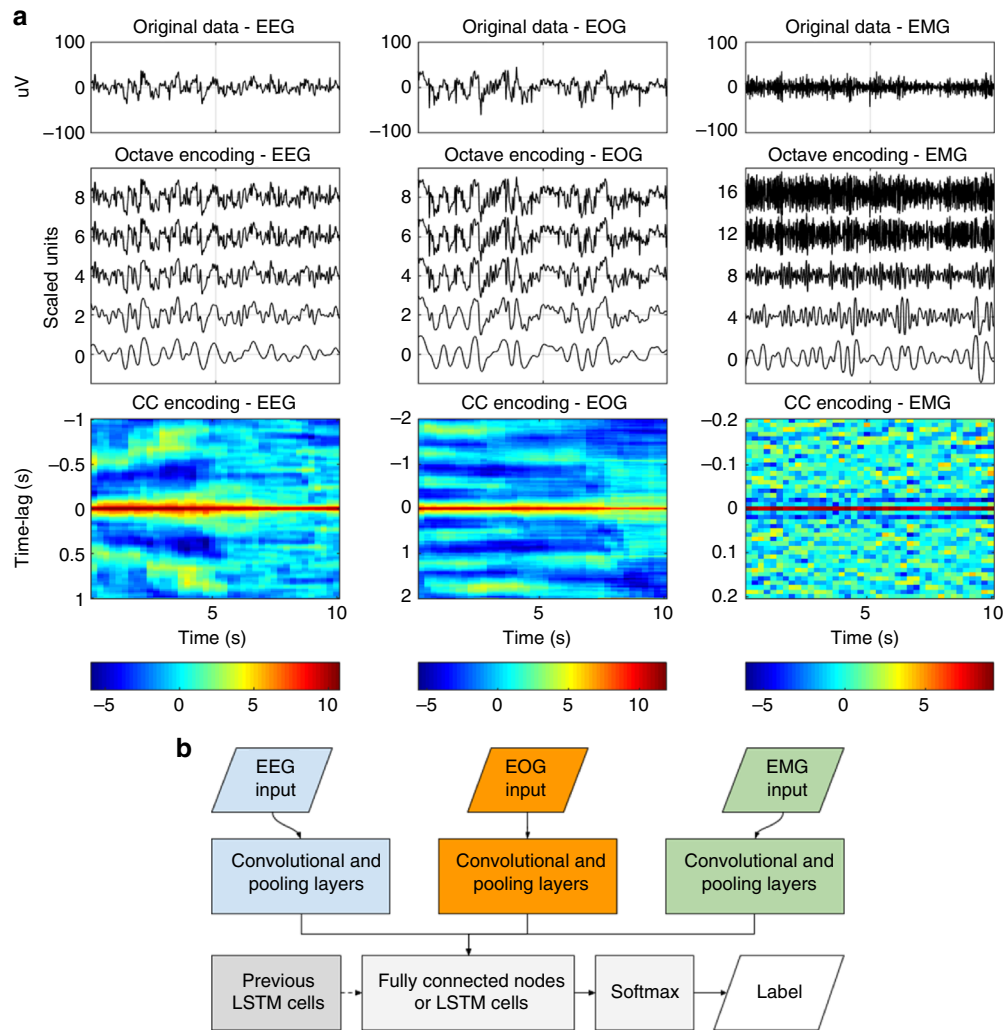 a
Original data - EEG
Original data - EOG
Original data - EMG
uV
100
0
–100
100
0
–100
100
0
–100
Octave encoding - EEG
Octave encoding - EOG
Octave encoding - EMG
Scaled units
8
6
4
2
0
8
6
4
2
0
16
12
8
4
0
CC encoding - EEG
CC encoding - EOG
CC encoding - EMG
Time-lag (s)
–1
–0.5
0
0.5
1
–2
–1
0
1
2
–0.2
–0.1
0
0.1
0.2
5
10
5
10
5
10
Time (s)
Time (s)
Time (s)
–5
0
5
10
–5
0
5
10
–5
0
5
b
EEG
input
EOG
input
EMG
input
Convolutional and
pooling layers
Convolutional and
pooling layers
Convolutional and
pooling layers
Previous
LSTM cells
Fully connected nodes
or LSTM cells
Softmax
Label